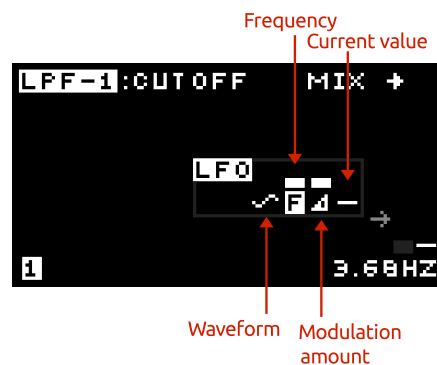 Frequency
Current value
LPF-1:CUTOFF MIX →
LFO
F
1 3.68HZ
Waveform
Modulation
amount